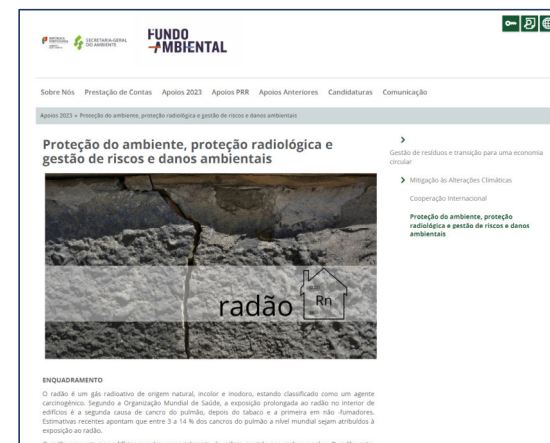 REPÚBLICA
PORTUGUESA
SECRETARIA-GERAL
DO AMBIENTE
FUNDO
AMBIENTAL
Sobre Nós Prestação de Contas Apoios 2023 Apoios PRR Apoios Anteriores Candidaturas Comunicação
Apoios 2023 » Proteção do ambiente, proteção radiológica e gestão de riscos e danos ambientais
Proteção do ambiente, proteção radiológica e
gestão de riscos e danos ambientais
radão
Rn
Gestão de resíduos e transição para uma economia
circular
Mitigação às Alterações Climáticas
Cooperação Internacional
Proteção do ambiente, proteção
radiológica e gestão de riscos e danos
ambientais
ENQUADRAMENTO
O radão é um gás radioativo de origem natural, incolor e inodoro, estando classificado como um agente
carcinogénico. Segundo a Organização Mundial de Saúde, a exposição prolongada ao radão no interior de
edifícios é a segunda causa de cancro do pulmão, depois do tabaco e a primeira em não -fumadores.
Estimativas recentes apontam que entre 3 a 14 % dos cancros do pulmão a nível mundial sejam atribuídos à
exposição ao radão.